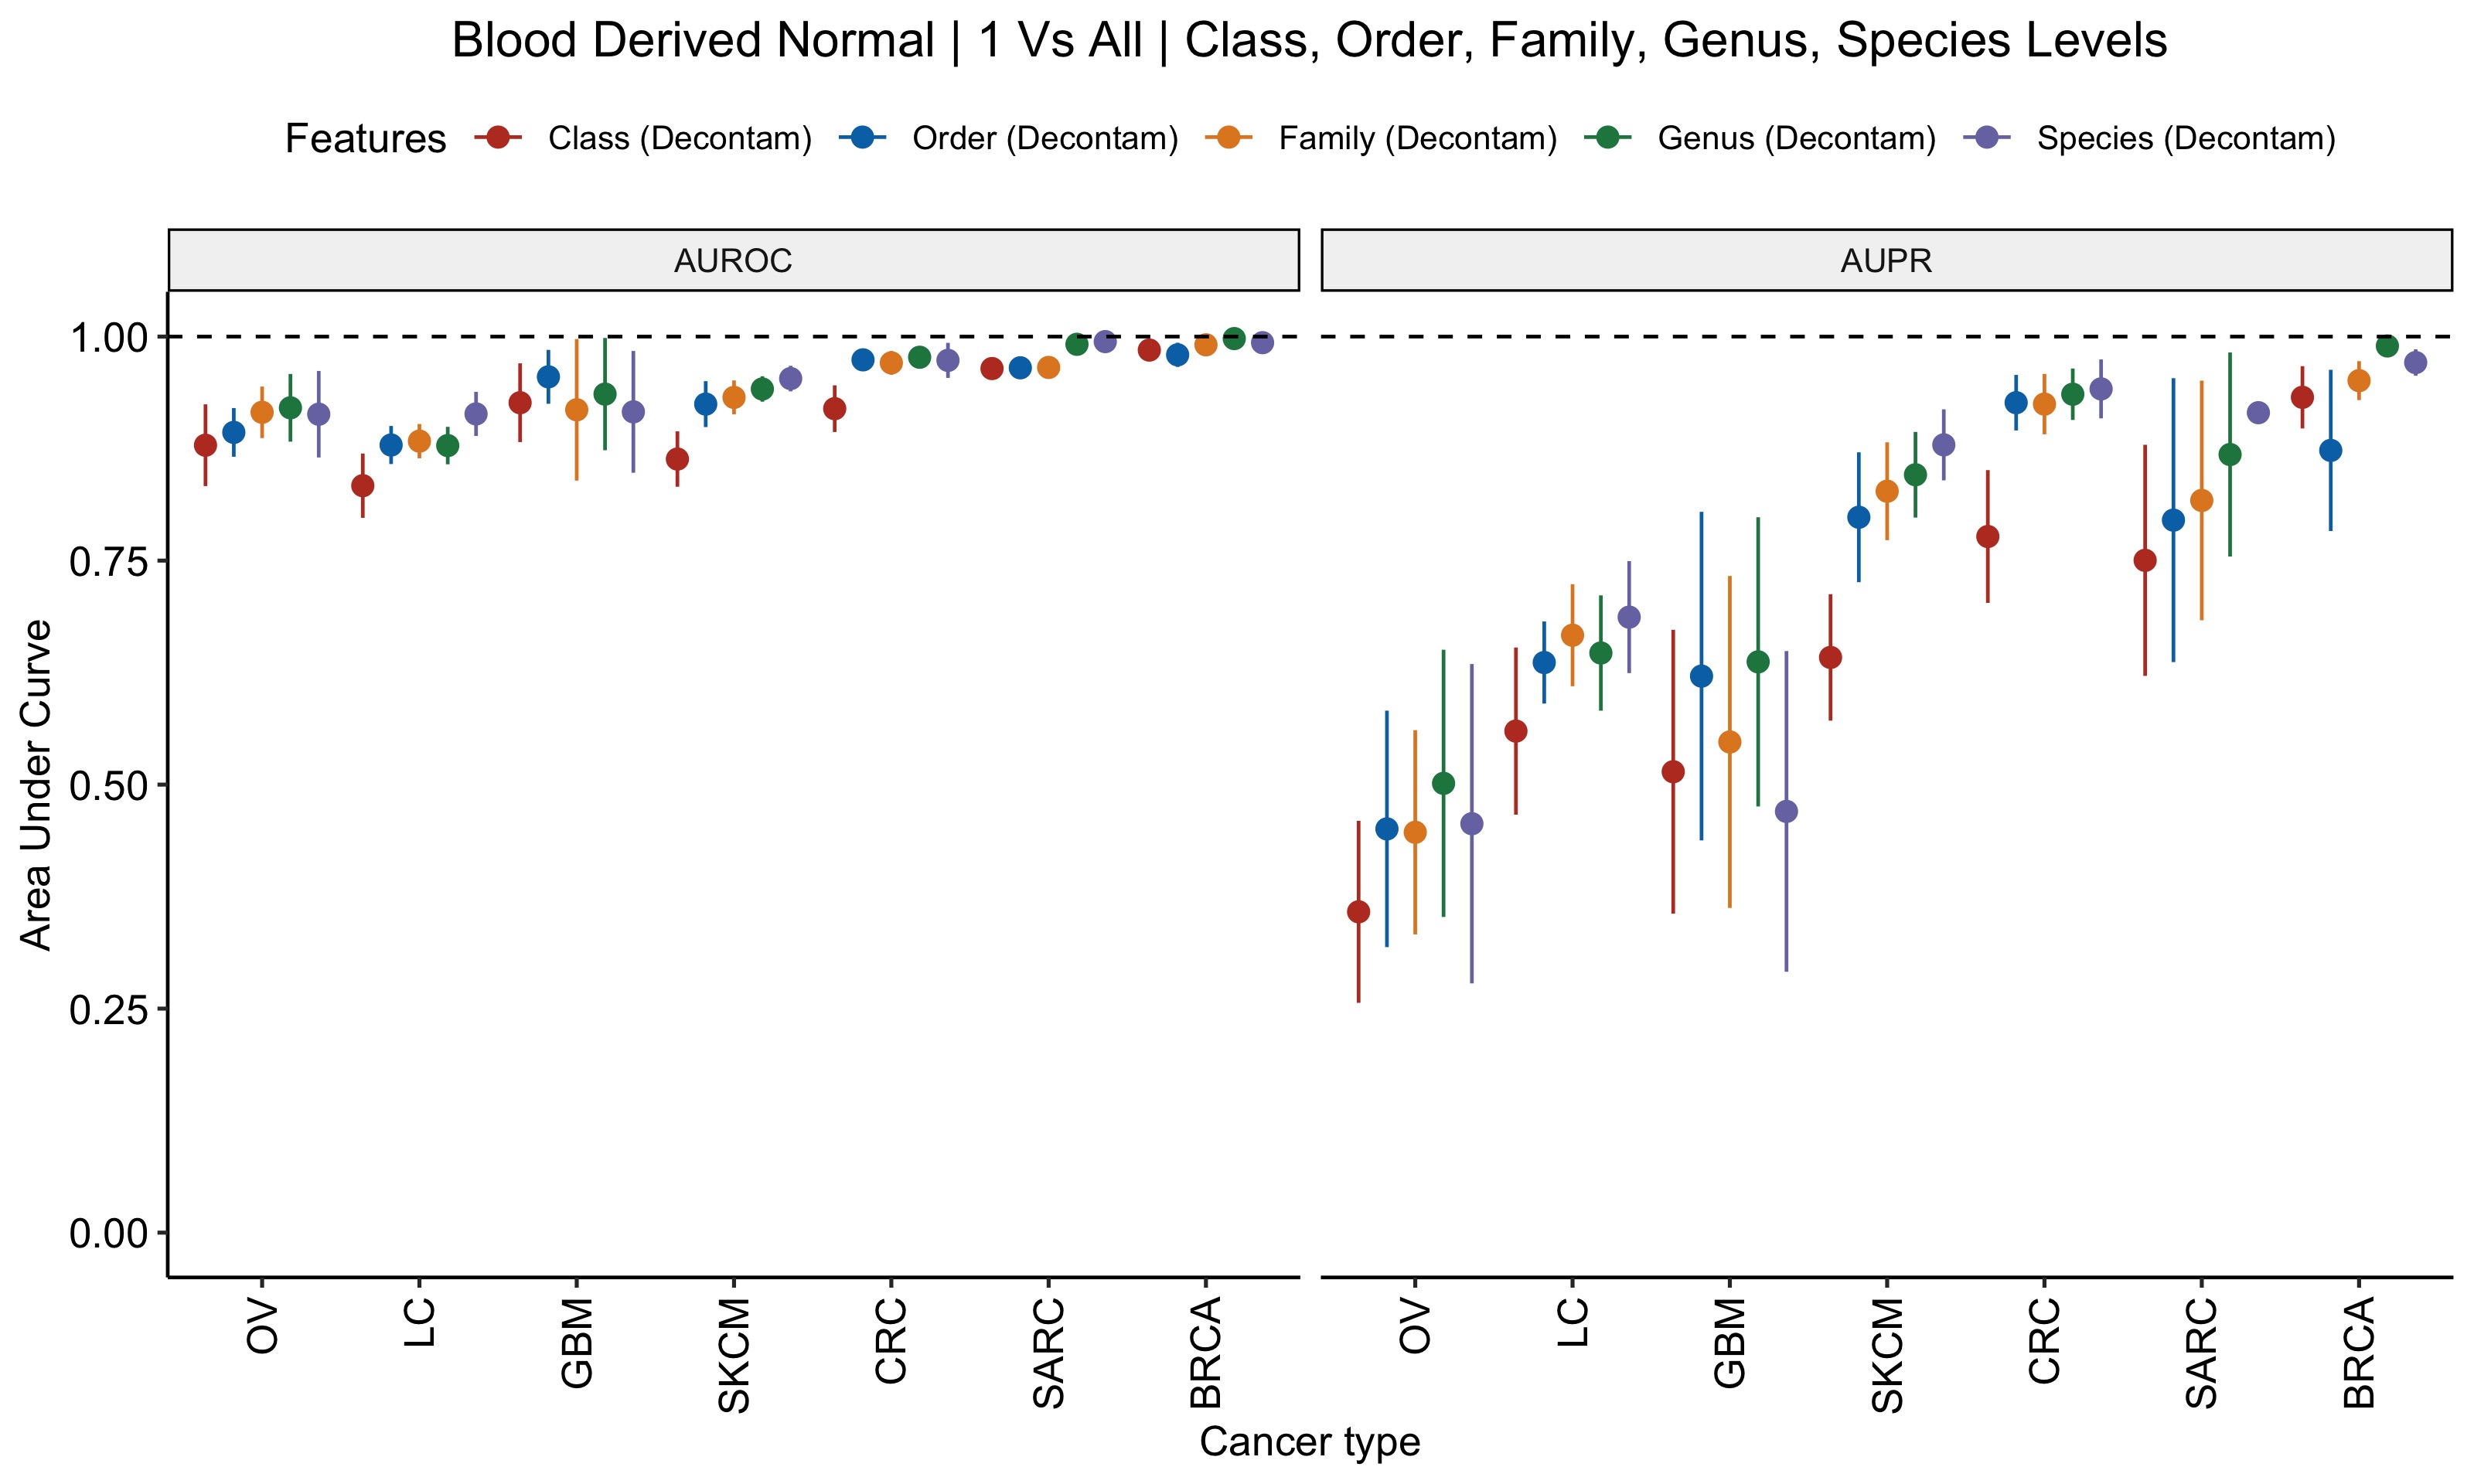 Blood Derived Normal | 1 Vs All | Class, Order, Family, Genus, Species Levels
Features Class (Decontam) Order (Decontam) Family (Decontam) Genus (Decontam) Species (Decontam)
AUROC AUPR
Area Under Curve
1.00
0.75
0.50
0.25
0.00
OV LC GBM SKCM CRC SARC BRCA OV LC GBM SKCM CRC SARC BRCA
Cancer type